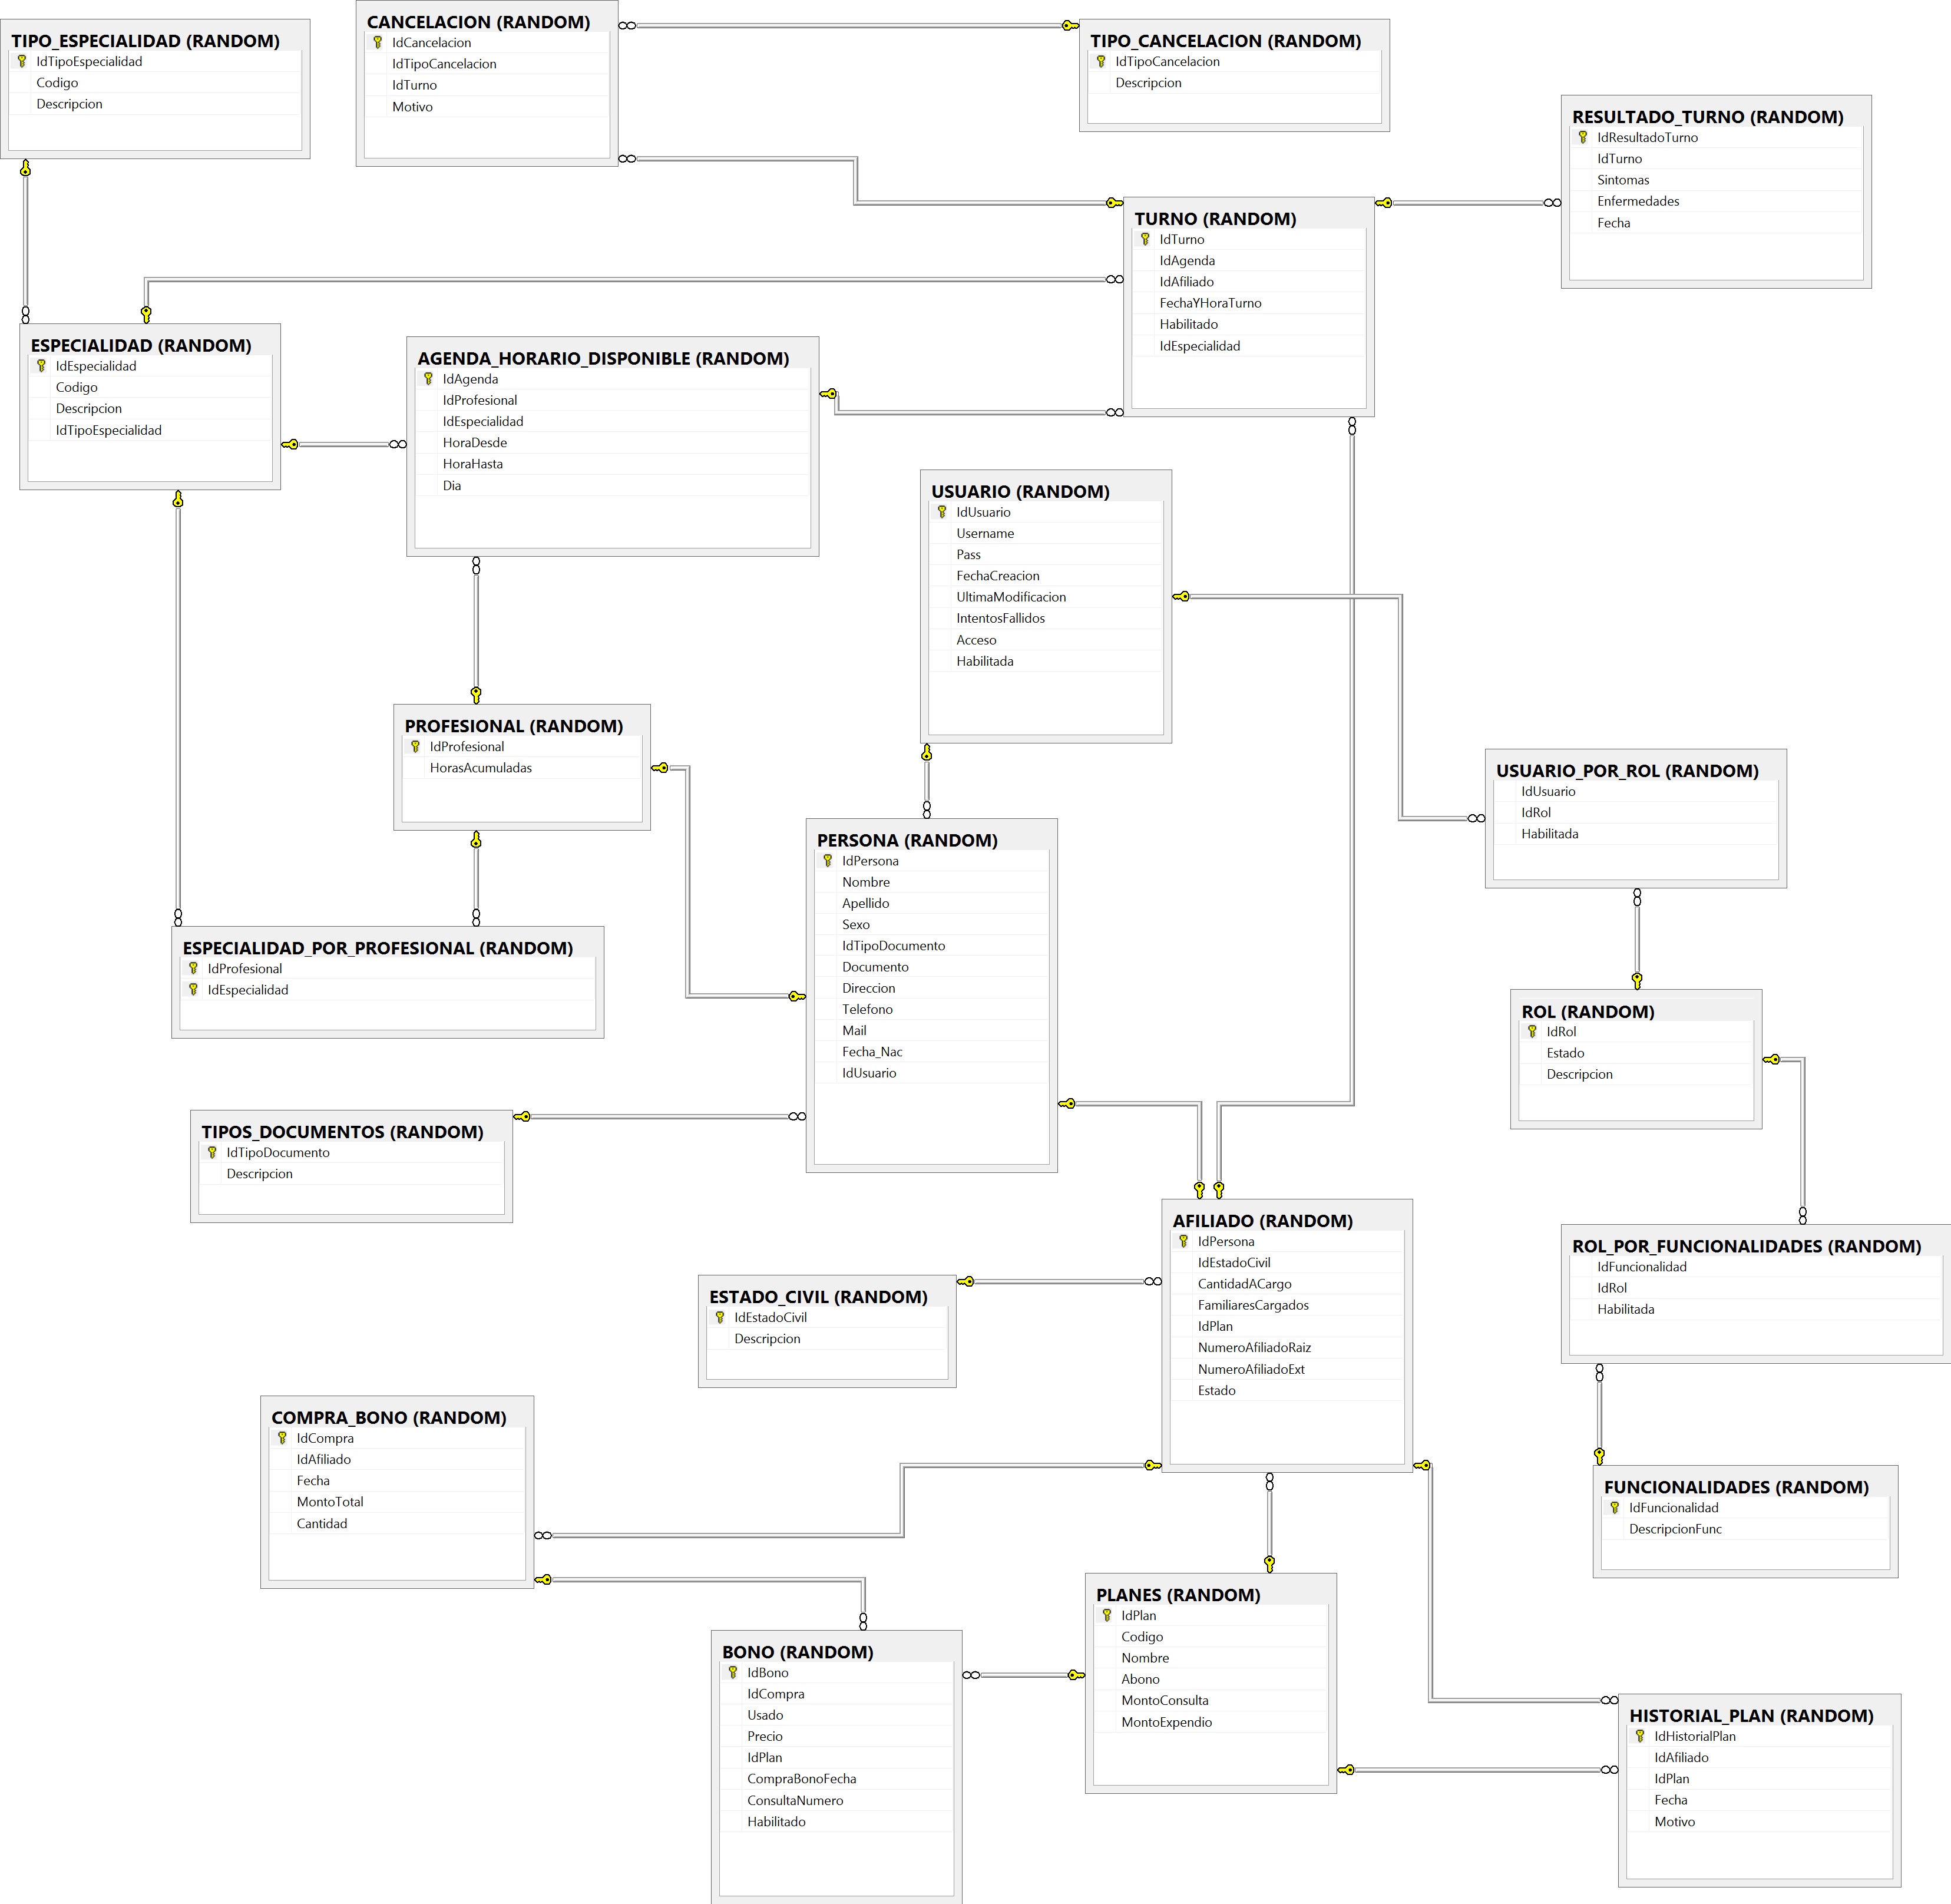 TIPO_ESPECIALIDAD (RANDOM)
IdTipoEspecialidad
Codigo
Descripcion
CANCELACION (RANDOM)
IdCancelacion
IdTipoCancelacion
IdTurno
Motivo
TIPO_CANCELACION (RANDOM)
IdTipoCancelacion
Descripcion
RESULTADO_TURNO (RANDOM)
IdResultadoTurno
IdTurno
Sintomas
Enfermedades
Fecha
TURNO (RANDOM)
IdTurno
IdAgenda
IdAfiliado
FechaYHoraTurno
Habilitado
IdEspecialidad
ESPECIALIDAD (RANDOM)
IdEspecialidad
Codigo
Descripcion
IdTipoEspecialidad
AGENDA_HORARIO_DISPONIBLE (RANDOM)
IdAgenda
IdProfesional
IdEspecialidad
HoraDesde
HoraHasta
Dia
USUARIO (RANDOM)
IdUsuario
Username
Pass
FechaCreacion
UltimaModificacion
IntentosFallidos
Acceso
Habilitada
PROFESIONAL (RANDOM)
IdProfesional
HorasAcumuladas
USUARIO_POR_ROL (RANDOM)
IdUsuario
IdRol
Habilitada
PERSONA (RANDOM)
IdPersona
Nombre
Apellido
Sexo
IdTipoDocumento
Documento
Direccion
Telefono
Mail
Fecha_Nac
IdUsuario
ESPECIALIDAD_POR_PROFESIONAL (RANDOM)
IdProfesional
IdEspecialidad
ROL (RANDOM)
IdRol
Estado
Descripcion
TIPOS_DOCUMENTOS (RANDOM)
IdTipoDocumento
Descripcion
AFILIADO (RANDOM)
IdPersona
IdEstadoCivil
CantidadACargo
FamiliaresCargados
IdPlan
NumeroAfiliadoRaiz
NumeroAfiliadoExt
Estado
ROL_POR_FUNCIONALIDADES (RANDOM)
IdFuncionalidad
IdRol
Habilitada
ESTADO_CIVIL (RANDOM)
IdEstadoCivil
Descripcion
COMPRA_BONO (RANDOM)
IdCompra
IdAfiliado
Fecha
MontoTotal
Cantidad
FUNCIONALIDADES (RANDOM)
IdFuncionalidad
DescripcionFunc
PLANES (RANDOM)
IdPlan
Codigo
Nombre
Abono
MontoConsulta
MontoExpendio
BONO (RANDOM)
IdBono
IdCompra
Usado
Precio
IdPlan
CompraBonoFecha
ConsultaNumero
Habilitado
HISTORIAL_PLAN (RANDOM)
IdHistorialPlan
IdAfiliado
IdPlan
Fecha
Motivo